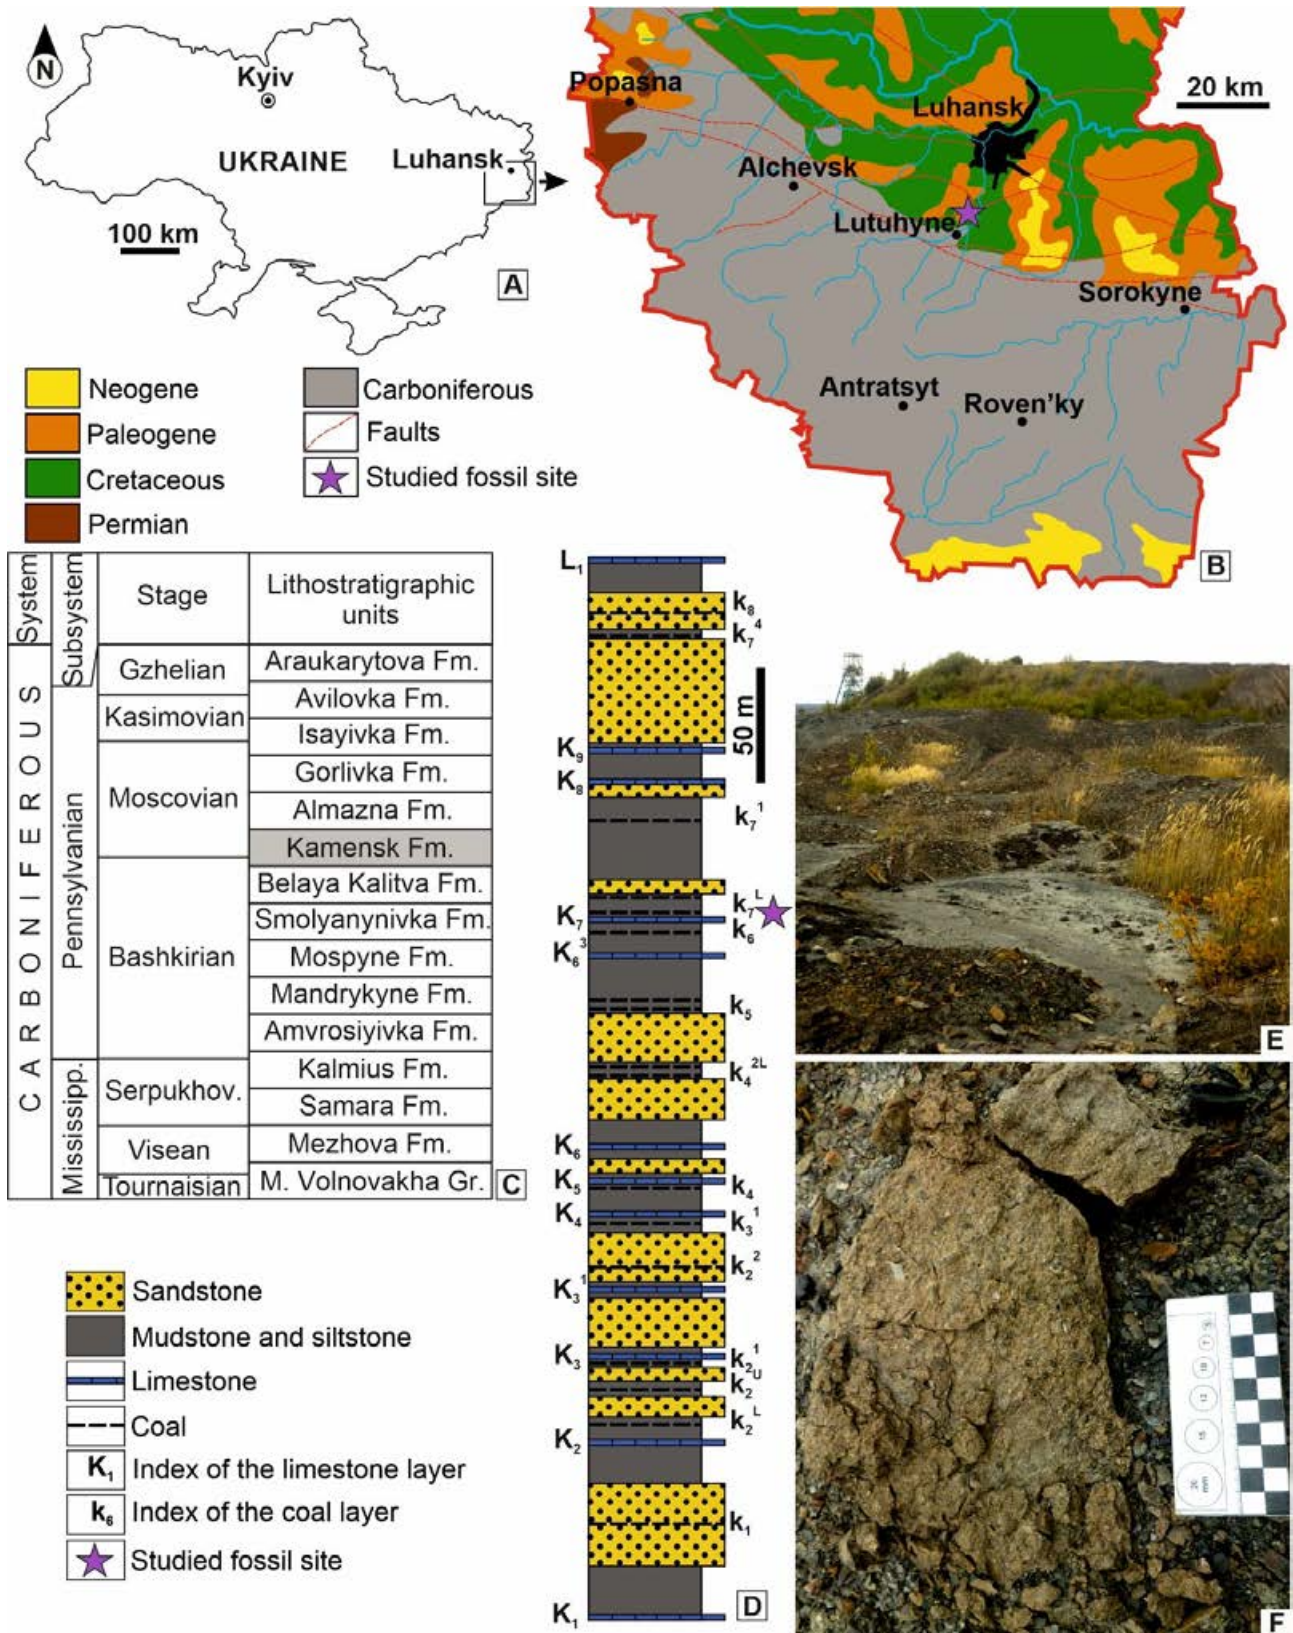 N
Kyiv
UKRAINE
Luhansk
100 km
A
Popasna
Luhansk
20 km
Alchevsk
Lutuhyne
Sorokyne
Antratsyt
Roven'ky
B
Neogene
Paleogene
Cretaceous
Permian
Carboniferous
Faults
Studied fossil site
System
Subsystem
Stage
Lithostratigraphic
units
CARBONIFEROUS
Pennsylvanian
Mississipp.
Gzhelian
Kasimovian
Moscovian
Bashkirian
Serpukhov.
Visean
Tournaisian
Araukarytova Fm.
Avilovka Fm.
Isayivka Fm.
Gorlivka Fm.
Almazna Fm.
Kamensk Fm.
Belaya Kalitva Fm.
Smolyanynivka Fm.
Mospyne Fm.
Mandrykyne Fm.
Amvrosiyivka Fm.
Kalmius Fm.
Samara Fm.
Mezhova Fm.
M. Volnovakha Gr.
C
Sandstone
Mudstone and siltstone
Limestone
Coal
K₁ Index of the limestone layer
k₆ Index of the coal layer
Studied fossil site
L₁
K₉
K₈
K₇
K₆³
K₆
K₅
K₄
K₃¹
K₃
K₂
K₁
k₈
k₇⁴
50 m
k₇¹
k₇ᴸ
k₆
k₅
k₄²ᴸ
k₄
k₃¹
k₂²
k₂¹
k₂ᵁ
k₂ᴸ
k₁
D
E
F